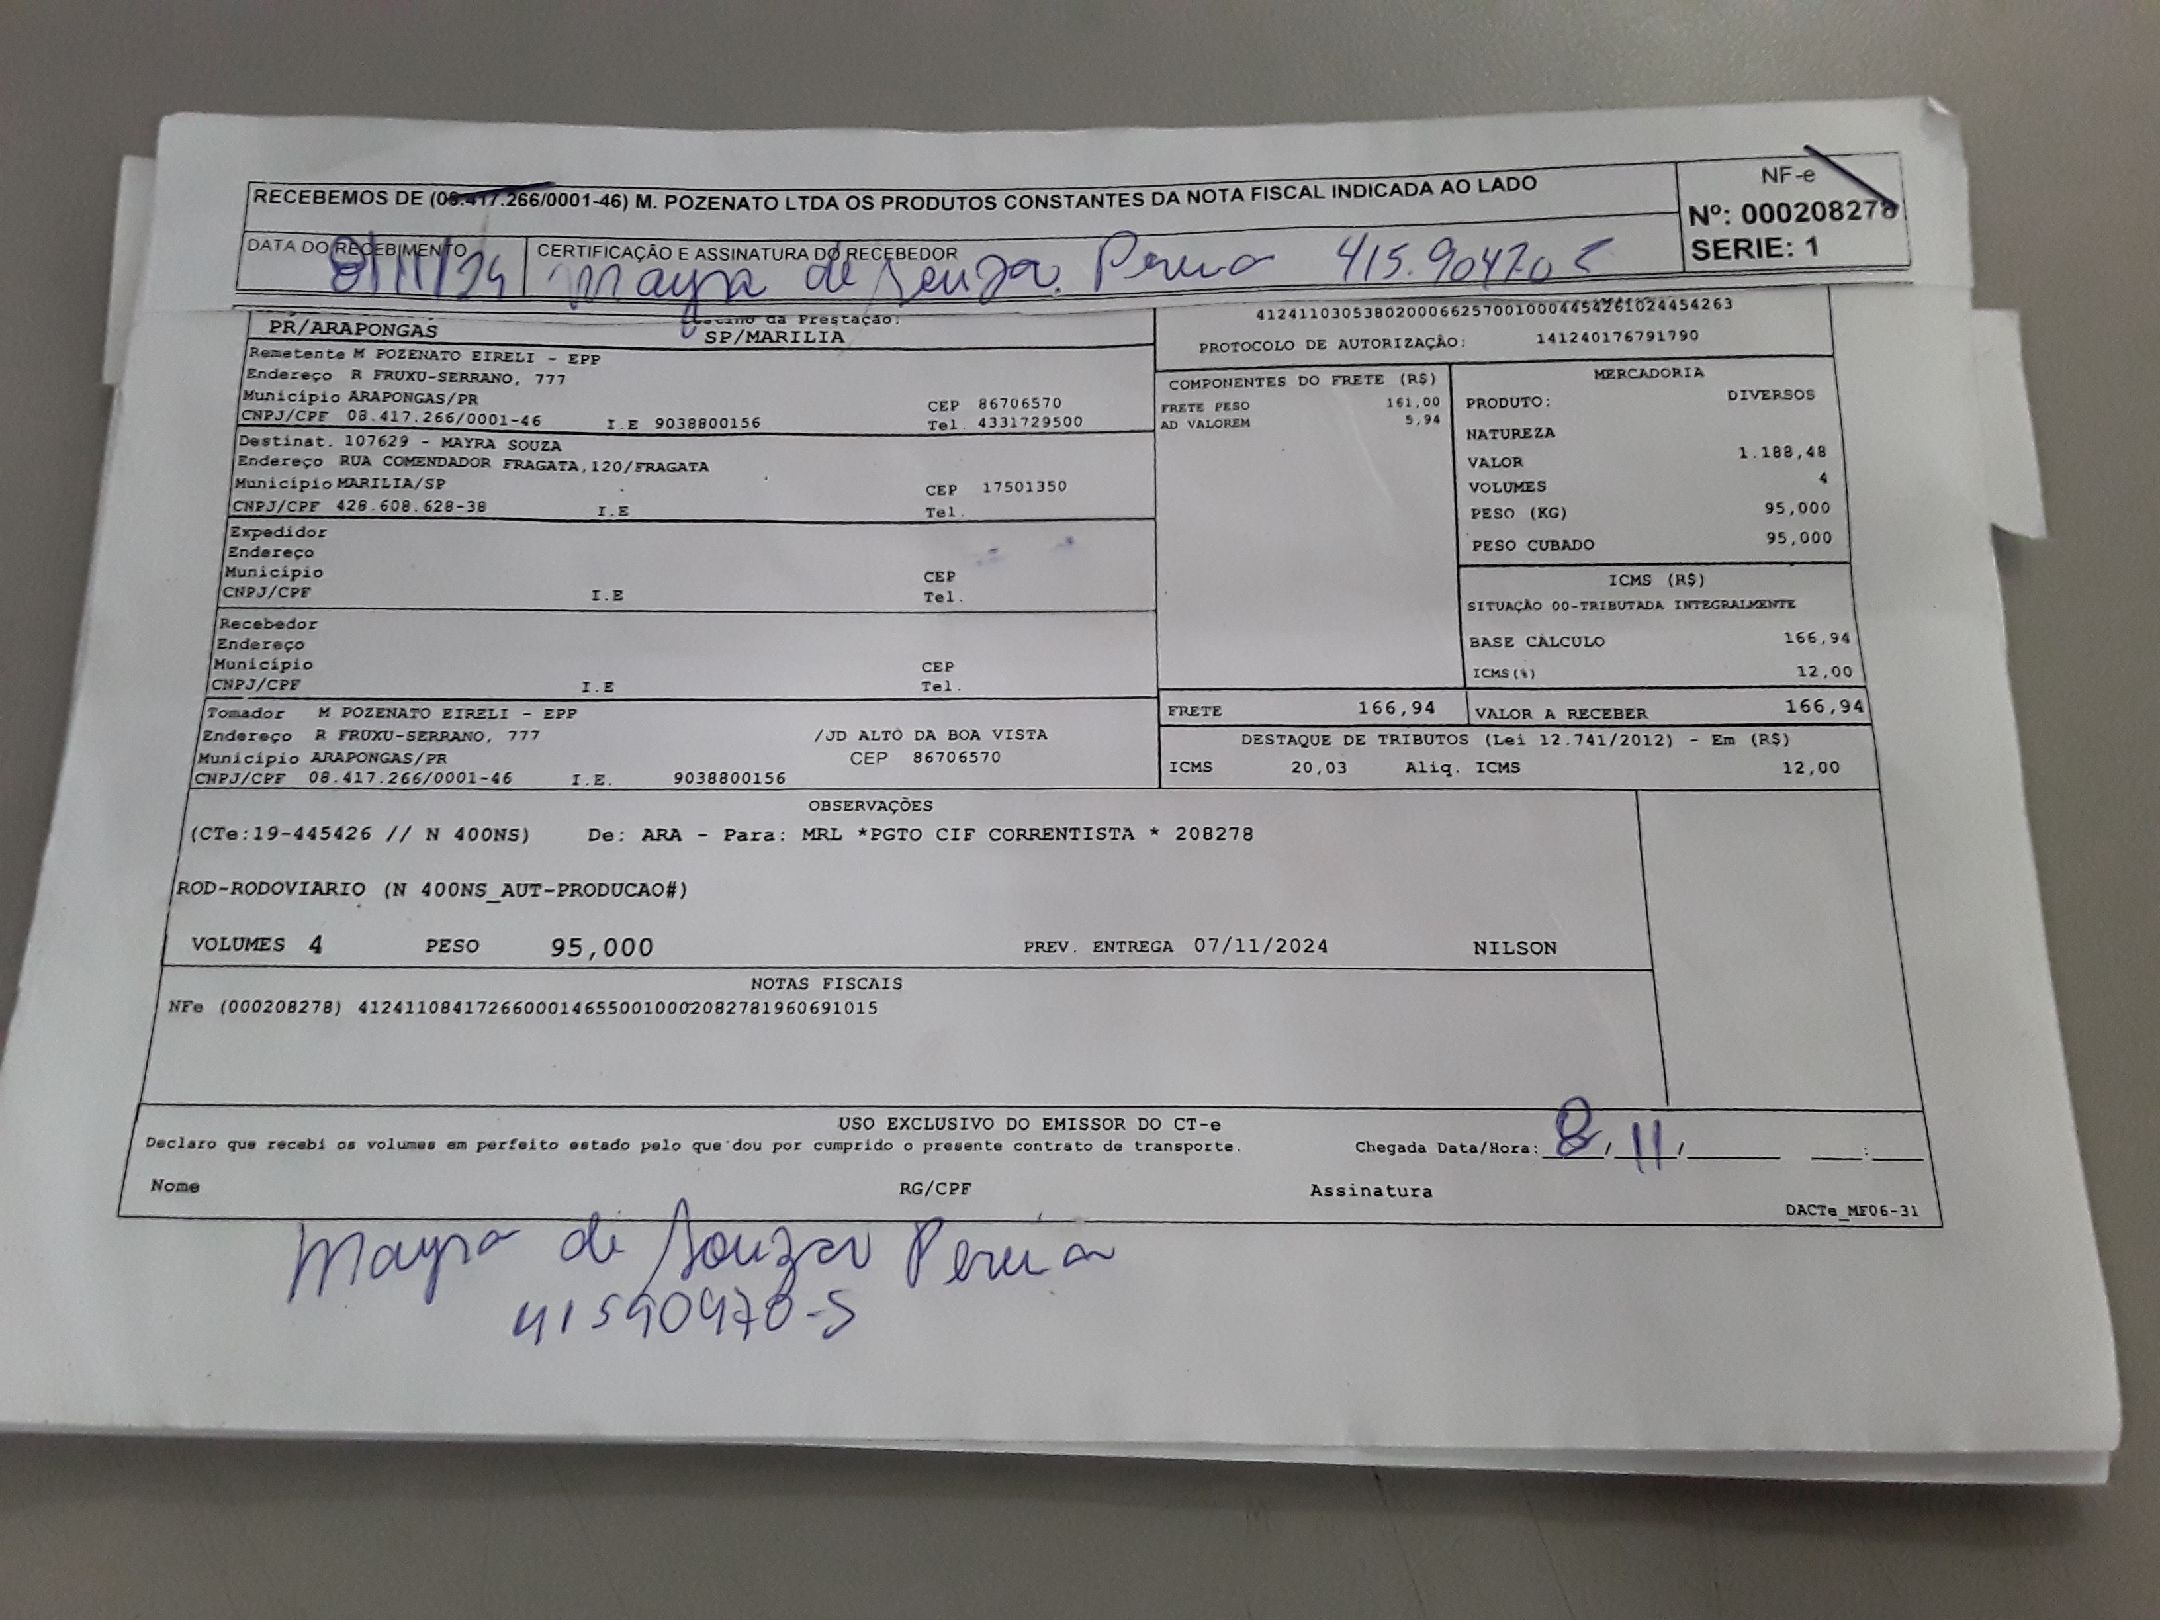 RECEBEMOS DE (08.417.266/0001-46) M. POZENATO LTDA OS PRODUTOS CONSTANTES DA NOTA FISCAL INDICADA AO LADO
NF-e
Nº: 000208278
SERIE: 1
DATA DO RECEBIMENTO
8/11/24
CERTIFICAÇÃO E ASSINATURA DO RECEBEDOR
Mayra de Souza Pereira 415.904705
PR/ARAPONGAS
da Prestação:
SP/MARILIA
41241103053802000662570010004454261024454263
PROTOCOLO DE AUTORIZAÇÃO: 141240176791790
Remetente M POZENATO EIRELI - EPP
Endereço R FRUXU-SERRANO, 777
Município ARAPONGAS/PR CEP 86706570
CNPJ/CPF 08.417.266/0001-46 I.E 9038800156 Tel. 4331729500
Destinat. 107629 - MAYRA SOUZA
Endereço RUA COMENDADOR FRAGATA,120/FRAGATA
Município MARILIA/SP CEP 17501350
CNPJ/CPF 428.608.628-38 I.E Tel.
Expedidor
Endereço
Município CEP
CNPJ/CPF I.E Tel.
Recebedor
Endereço
Município CEP
CNPJ/CPF I.E Tel.
Tomador M POZENATO EIRELI - EPP
Endereço R FRUXU-SERRANO, 777 /JD ALTO DA BOA VISTA
Município ARAPONGAS/PR CEP 86706570
CNPJ/CPF 08.417.266/0001-46 I.E. 9038800156
COMPONENTES DO FRETE (R$)
FRETE PESO 161,00
AD VALOREM 5,94
MERCADORIA
PRODUTO: DIVERSOS
NATUREZA
VALOR 1.188,48
VOLUMES 4
PESO (KG) 95,000
PESO CUBADO 95,000
ICMS (R$)
SITUAÇÃO 00-TRIBUTADA INTEGRALMENTE
BASE CÀLCULO 166,94
ICMS(%) 12,00
FRETE 166,94 VALOR A RECEBER 166,94
DESTAQUE DE TRIBUTOS (Lei 12.741/2012) - Em (R$)
ICMS 20,03 Aliq. ICMS 12,00
OBSERVAÇÕES
(CTe:19-445426 // N 400NS) De: ARA - Para: MRL *PGTO CIF CORRENTISTA * 208278
ROD-RODOVIARIO (N 400NS_AUT-PRODUCAO#)
VOLUMES 4 PESO 95,000 PREV. ENTREGA 07/11/2024 NILSON
NOTAS FISCAIS
NFe (000208278) 41241108417266000146550010002082781960691015
USO EXCLUSIVO DO EMISSOR DO CT-e
Declaro que recebi os volumes em perfeito estado pelo que dou por cumprido o presente contrato de transporte. Chegada Data/Hora: 8/11/ :
Nome RG/CPF Assinatura
DACTe_MF06-31
Mayra de Souza Pereira
41590470-5